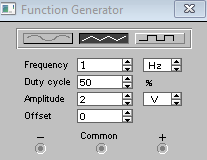 Function Generator
Frequency 1 Hz
Duty cycle 50 %
Amplitude 2 V
Offset 0
− Common +